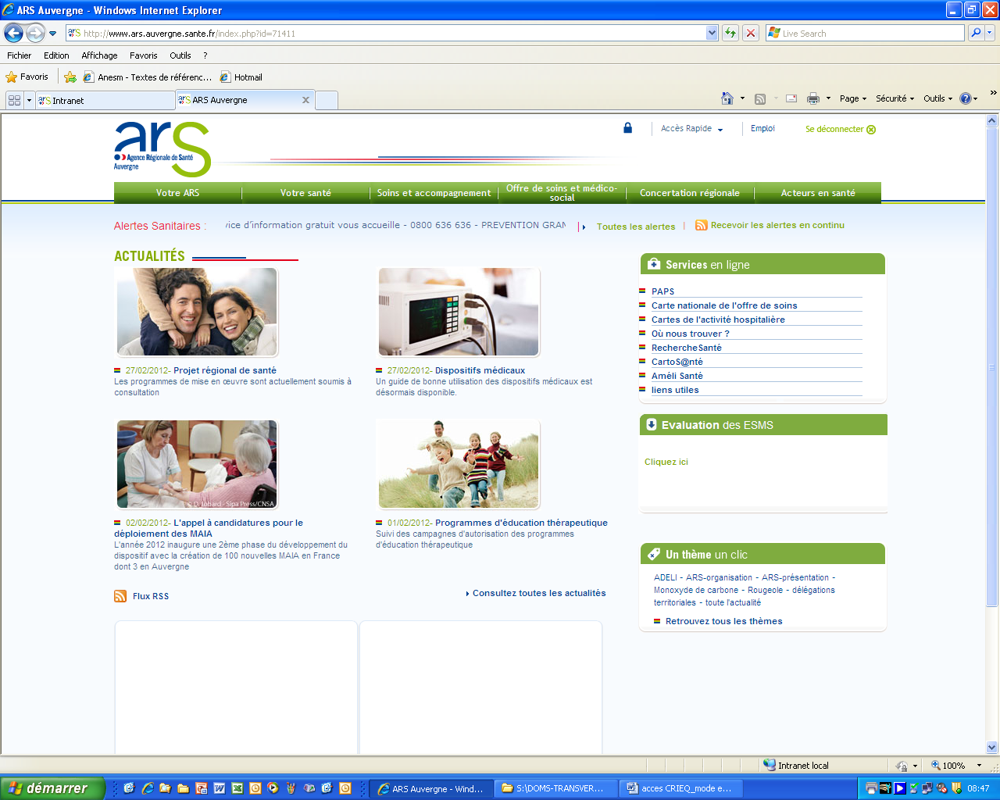 ARS Auvergne - Windows Internet Explorer
http://www.ars.auvergne.sante.fr/index.php?id=71411
Live Search
Fichier Edition Affichage Favoris Outils ?
Favoris Anesm - Textes de référenc... Hotmail
ars Intranet ars ARS Auvergne Page Sécurité Outils
ars
Agence Régionale de Santé
Auvergne
Accès Rapide Emploi Se déconnecter
Votre ARS Votre santé Soins et accompagnement Offre de soins et médico-social Concertation régionale Acteurs en santé
Alertes Sanitaires : vice d'information gratuit vous accueille - 0800 636 636 - PREVENTION GRAN Toutes les alertes | Recevoir les alertes en continu
ACTUALITÉS
27/02/2012- Projet régional de santé
Les programmes de mise en œuvre sont actuellement soumis à
consultation
27/02/2012- Dispositifs médicaux
Un guide de bonne utilisation des dispositifs médicaux est
désormais disponible.
© D. Jobard - Sipa Press/CNSA
02/02/2012- L'appel à candidatures pour le
déploiement des MAIA
L'année 2012 inaugure une 2ème phase du développement du
dispositif avec la création de 100 nouvelles MAIA en France
dont 3 en Auvergne
01/02/2012- Programmes d'éducation thérapeutique
Suivi des campagnes d'autorisation des programmes
d'éducation thérapeutique
Flux RSS
Consultez toutes les actualités
Services en ligne
PAPS
Carte nationale de l'offre de soins
Cartes de l'activité hospitalière
Où nous trouver ?
RechercheSanté
CartoS@nté
Améli Santé
liens utiles
Evaluation des ESMS
Cliquez ici
Un thème un clic
ADELI - ARS-organisation - ARS-présentation -
Monoxyde de carbone - Rougeole - délégations
territoriales - toute l'actualité
Retrouvez tous les thèmes
Intranet local 100%
démarrer ARS Auvergne - Wind... S:\DOMS-TRANSVER... acces CRIEQ_mode e... 08:47